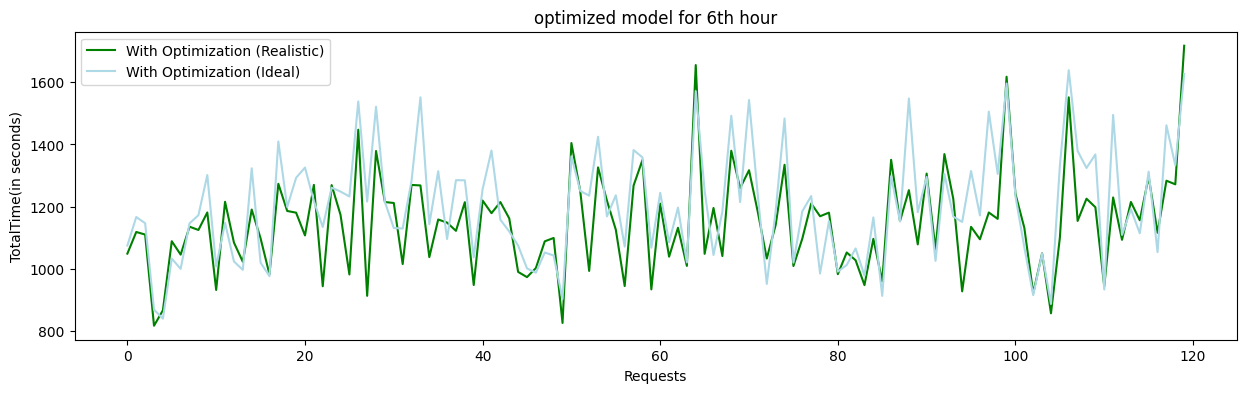 optimized model for 6th hour
With Optimization (Realistic)
With Optimization (Ideal)
TotalTime(in seconds)
1600
1400
1200
1000
800
0 20 40 60 80 100 120
Requests